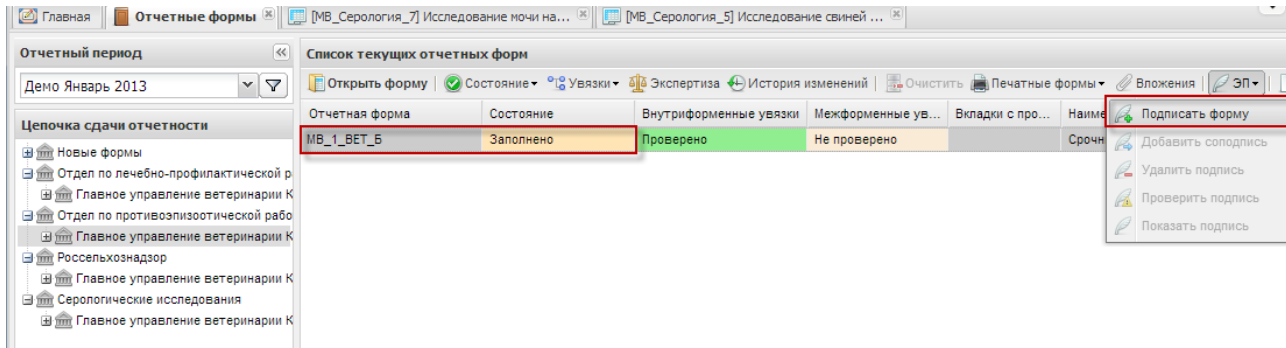 Главная Отчетные формы [МВ_Серология_7] Исследование мочи на... [МВ_Серология_5] Исследование свиней ...
Отчетный период
Демо Январь 2013
Цепочка сдачи отчетности
Новые формы
Отдел по лечебно-профилактической р
Главное управление ветеринарии К
Отдел по противоэпизоотической рабо
Главное управление ветеринарии К
Россельхознадзор
Главное управление ветеринарии К
Серологические исследования
Главное управление ветеринарии К
Список текущих отчетных форм
Открыть форму Состояние Увязки Экспертиза История изменений Очистить Печатные формы Вложения ЭП
Отчетная форма Состояние Внутриформенные увязки Межформенные ув... Вкладки с про... Наиме
МВ_1_ВЕТ_Б Заполнено Проверено Не проверено Срочн
Подписать форму
Добавить соподпись
Удалить подпись
Проверить подпись
Показать подпись